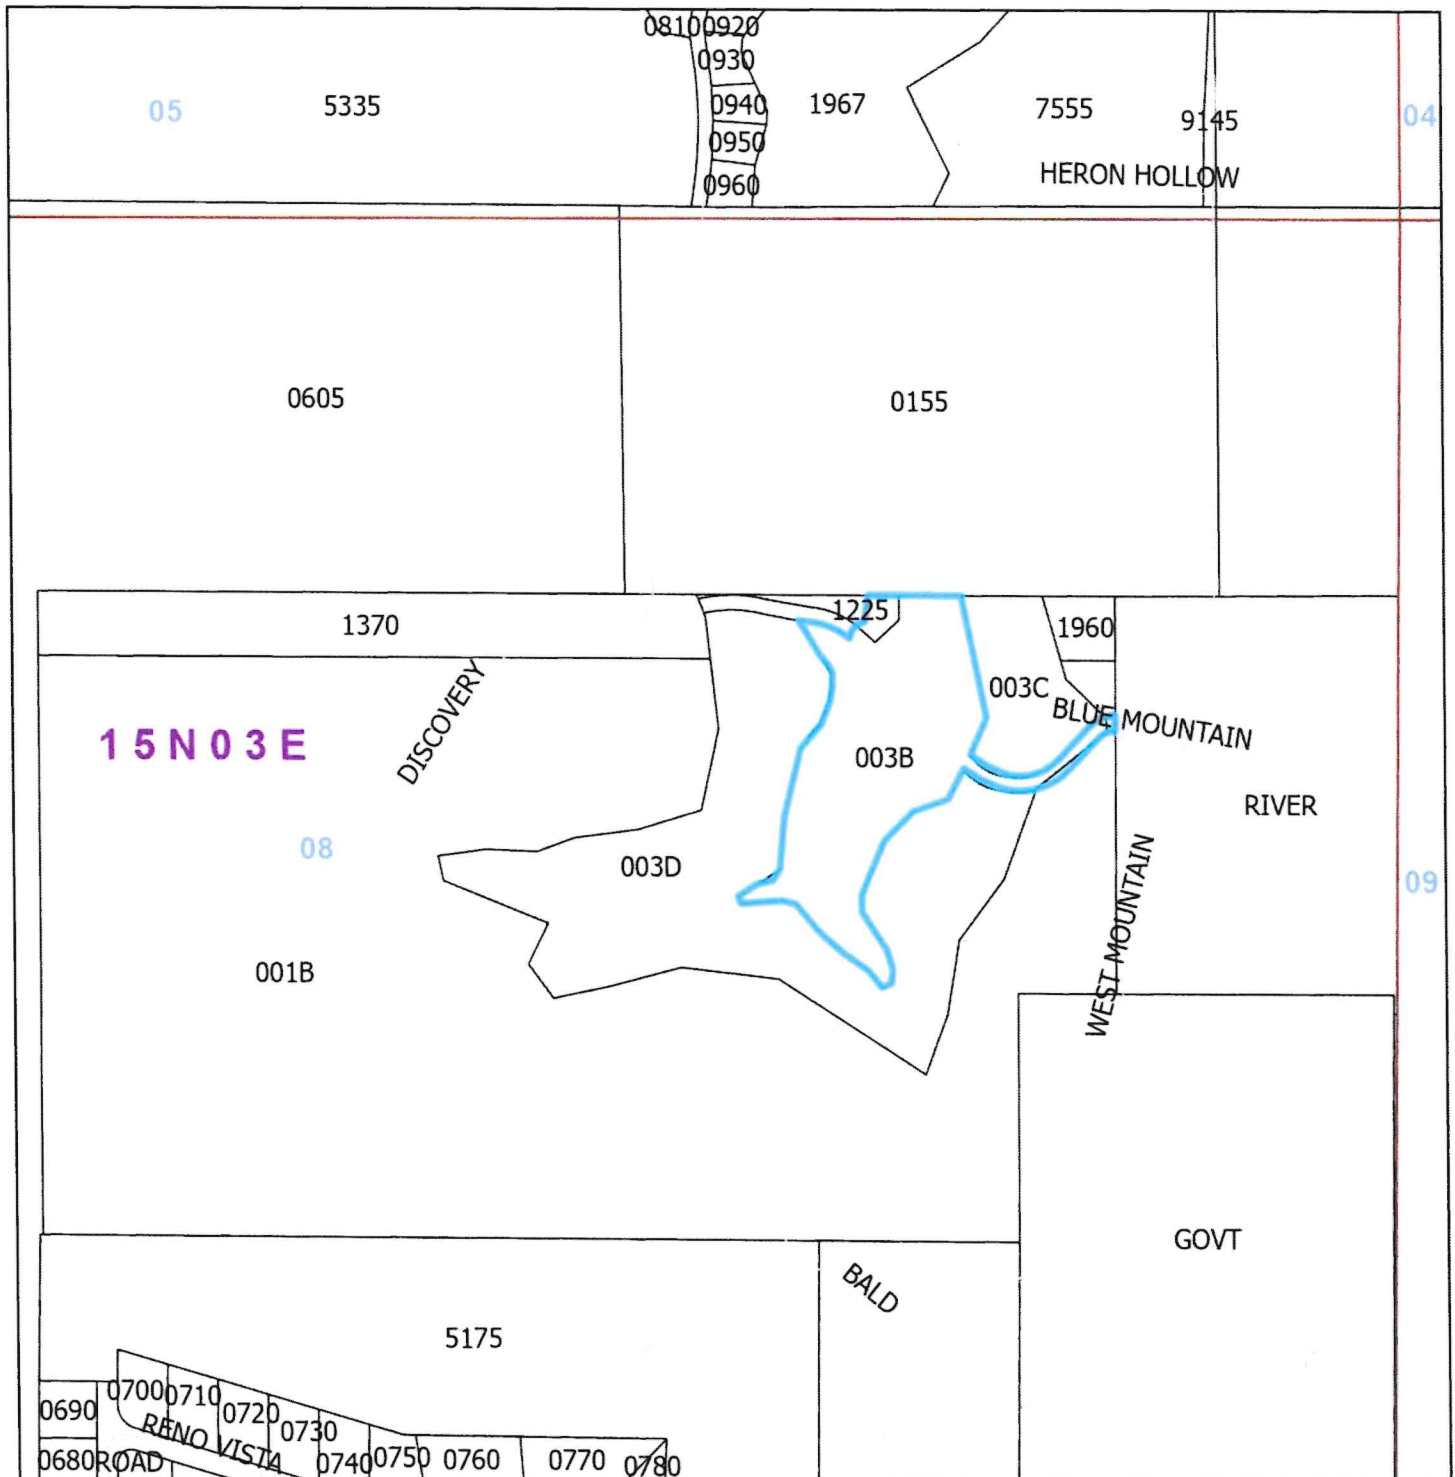 08100920
0930
05
5335
0940
1967
7555
9145
04
0950
0960
HERON HOLLOW
0605
0155
1370
1225
1960
DISCOVERY
003C
BLUE MOUNTAIN
15N03E
003B
RIVER
08
003D
WEST MOUNTAIN
09
001B
GOVT
BALD
5175
0700
0710
0690
0720
0730
RENO VISTA
0680
ROAD
0740
0750
0760
0770
0780